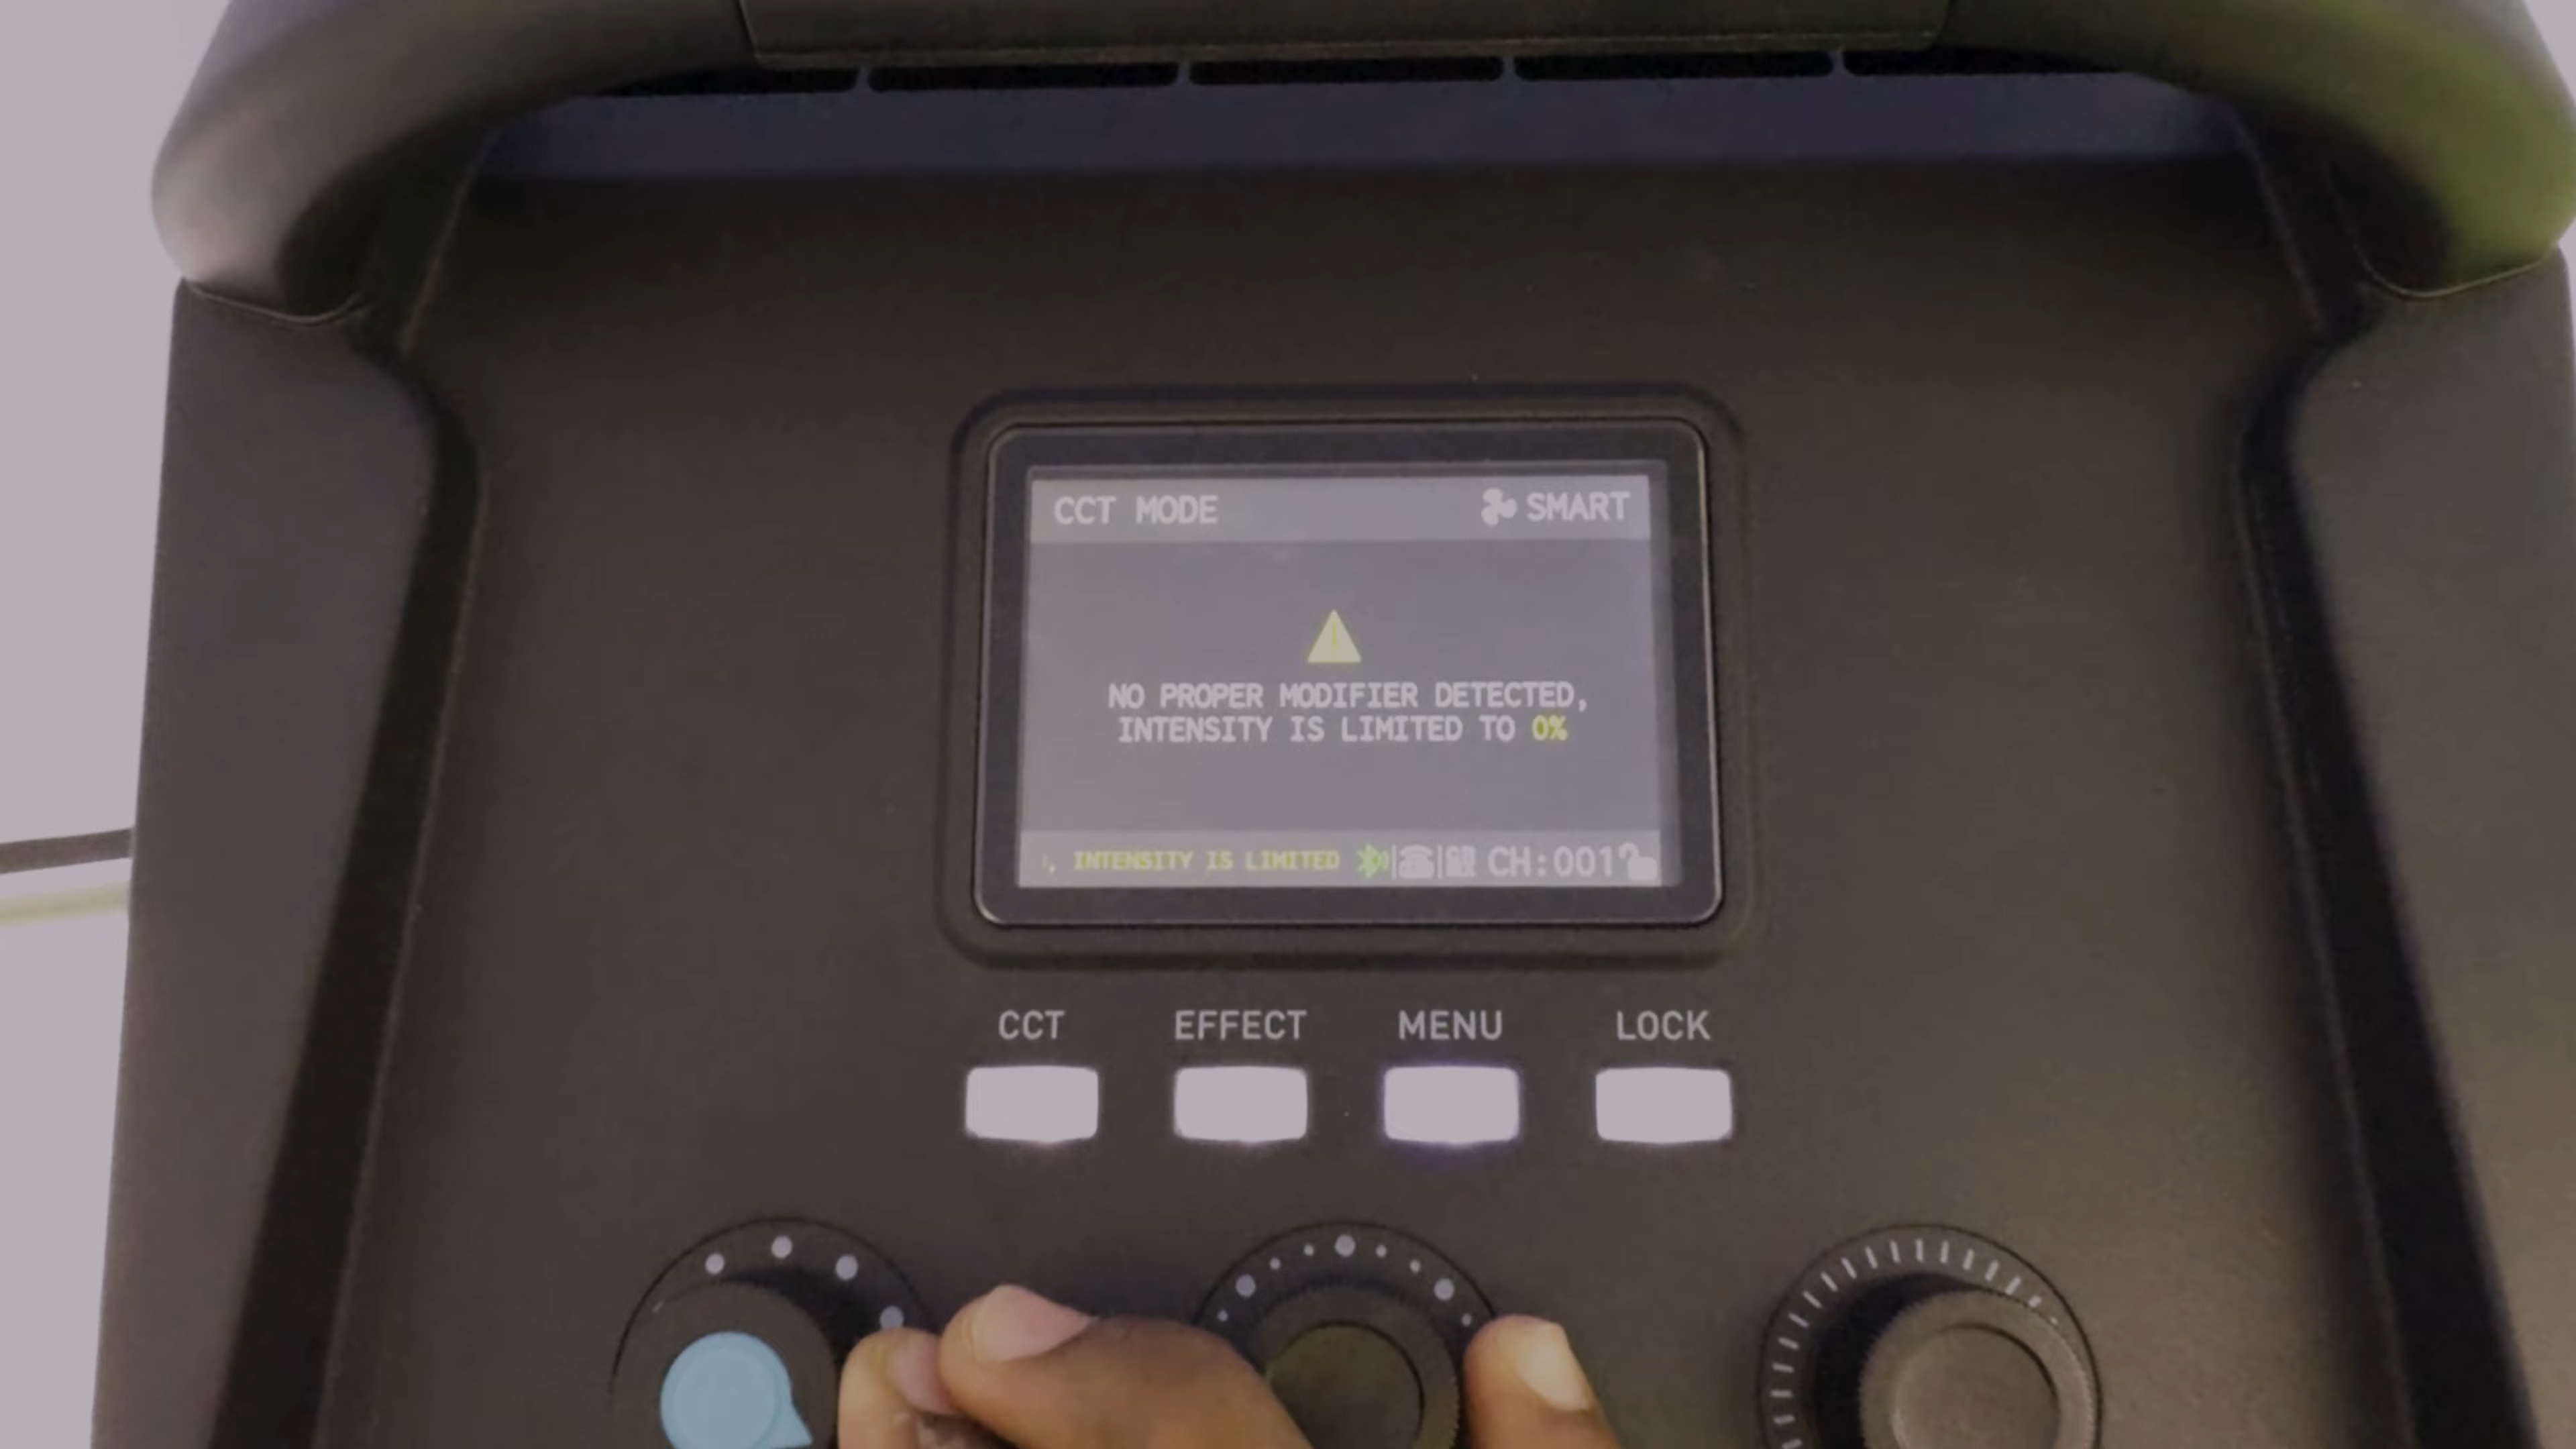 CCT MODE SMART
NO PROPER MODIFIER DETECTED,
INTENSITY IS LIMITED TO 0%
, INTENSITY IS LIMITED CH:001
CCT EFFECT MENU LOCK